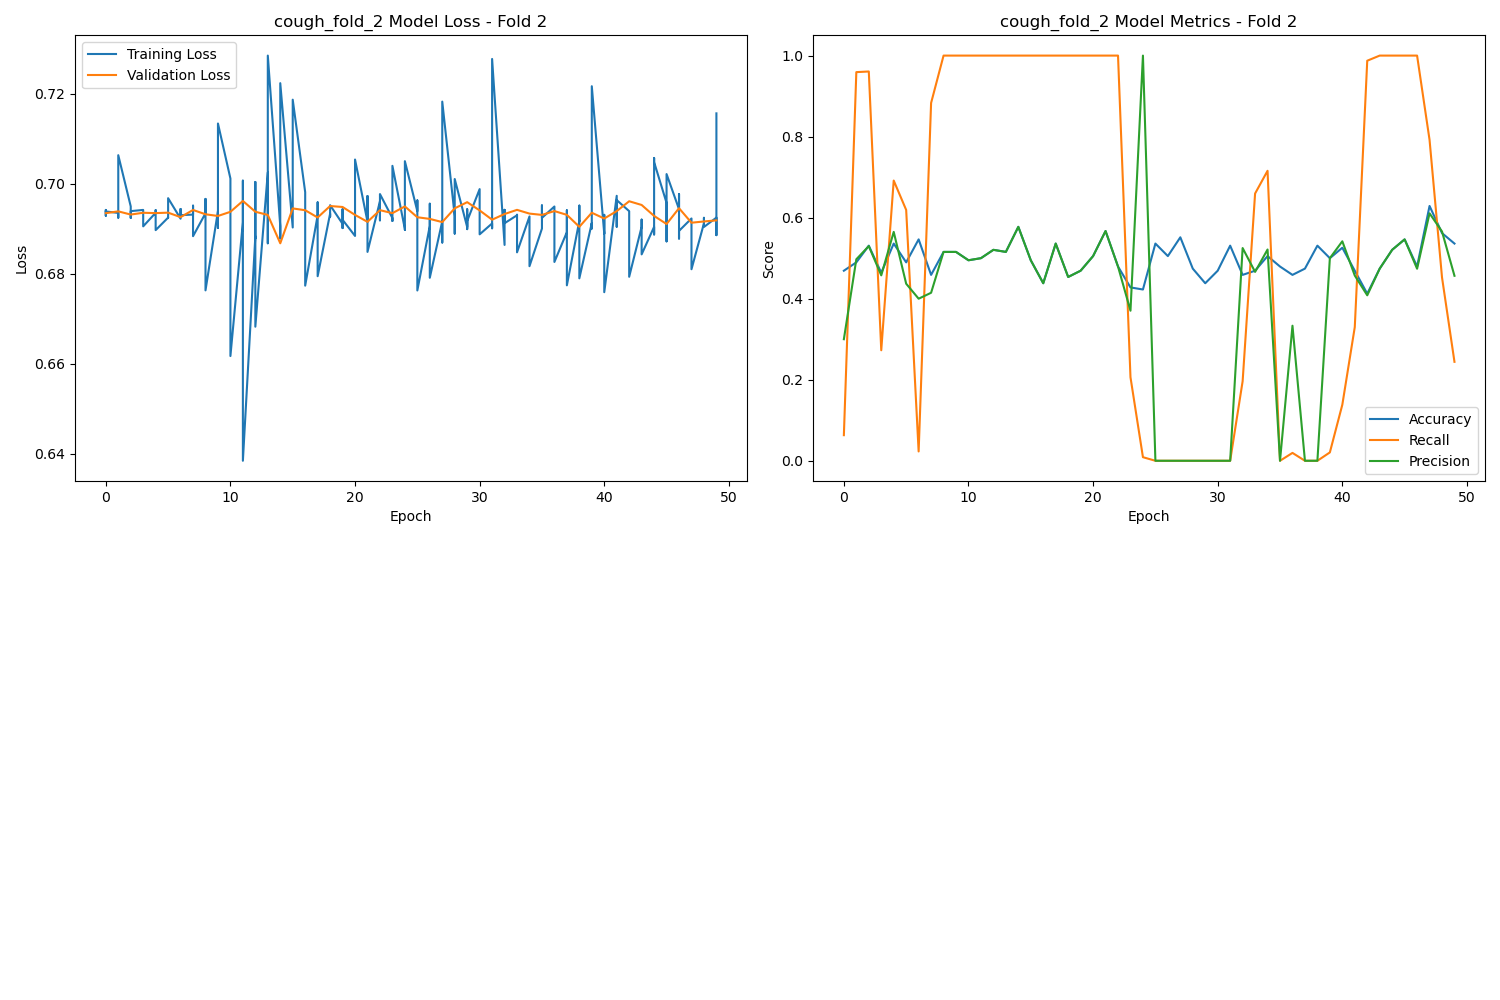 cough_fold_2 Model Loss - Fold 2
Training Loss
Validation Loss
0.72
0.70
0.68
0.66
0.64
Loss
0
10
20
30
40
50
Epoch
cough_fold_2 Model Metrics - Fold 2
1.0
0.8
0.6
0.4
0.2
0.0
Score
Accuracy
Recall
Precision
0
10
20
30
40
50
Epoch